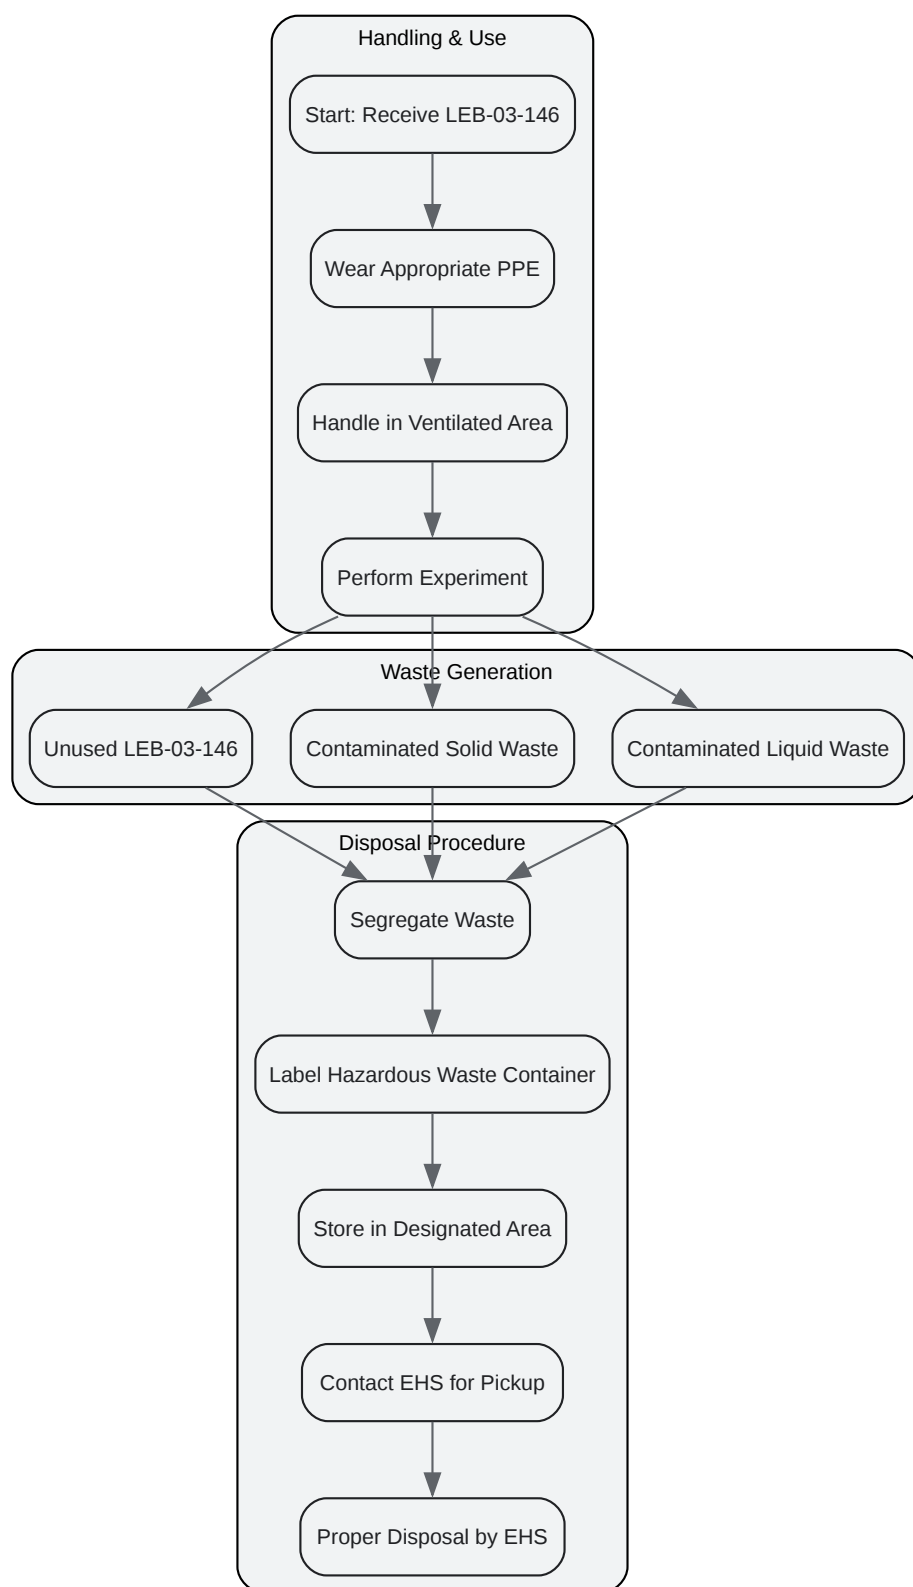 Handling & Use
Start: Receive LEB-03-146
Wear Appropriate PPE
Handle in Ventilated Area
Perform Experiment
Waste Generation
Unused LEB-03-146
Contaminated Solid Waste
Contaminated Liquid Waste
Disposal Procedure
Segregate Waste
Label Hazardous Waste Container
Store in Designated Area
Contact EHS for Pickup
Proper Disposal by EHS